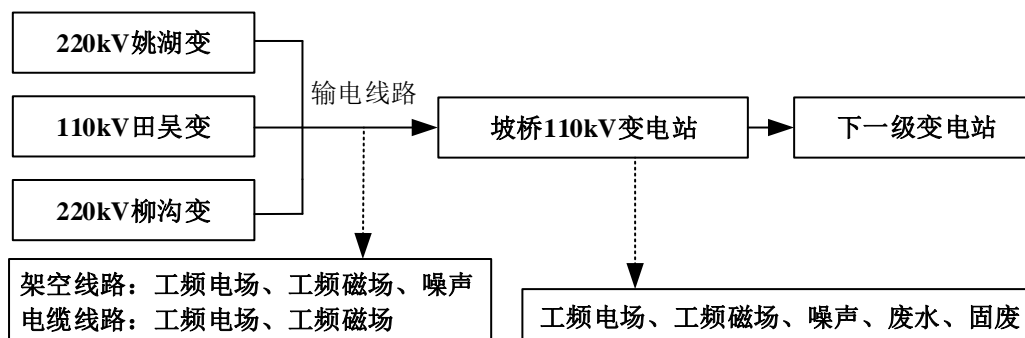 220kV姚湖变
110kV田吴变
220kV柳沟变
输电线路
坡桥110kV变电站
下一级变电站
架空线路：工频电场、工频磁场、噪声
电缆线路：工频电场、工频磁场
工频电场、工频磁场、噪声、废水、固废